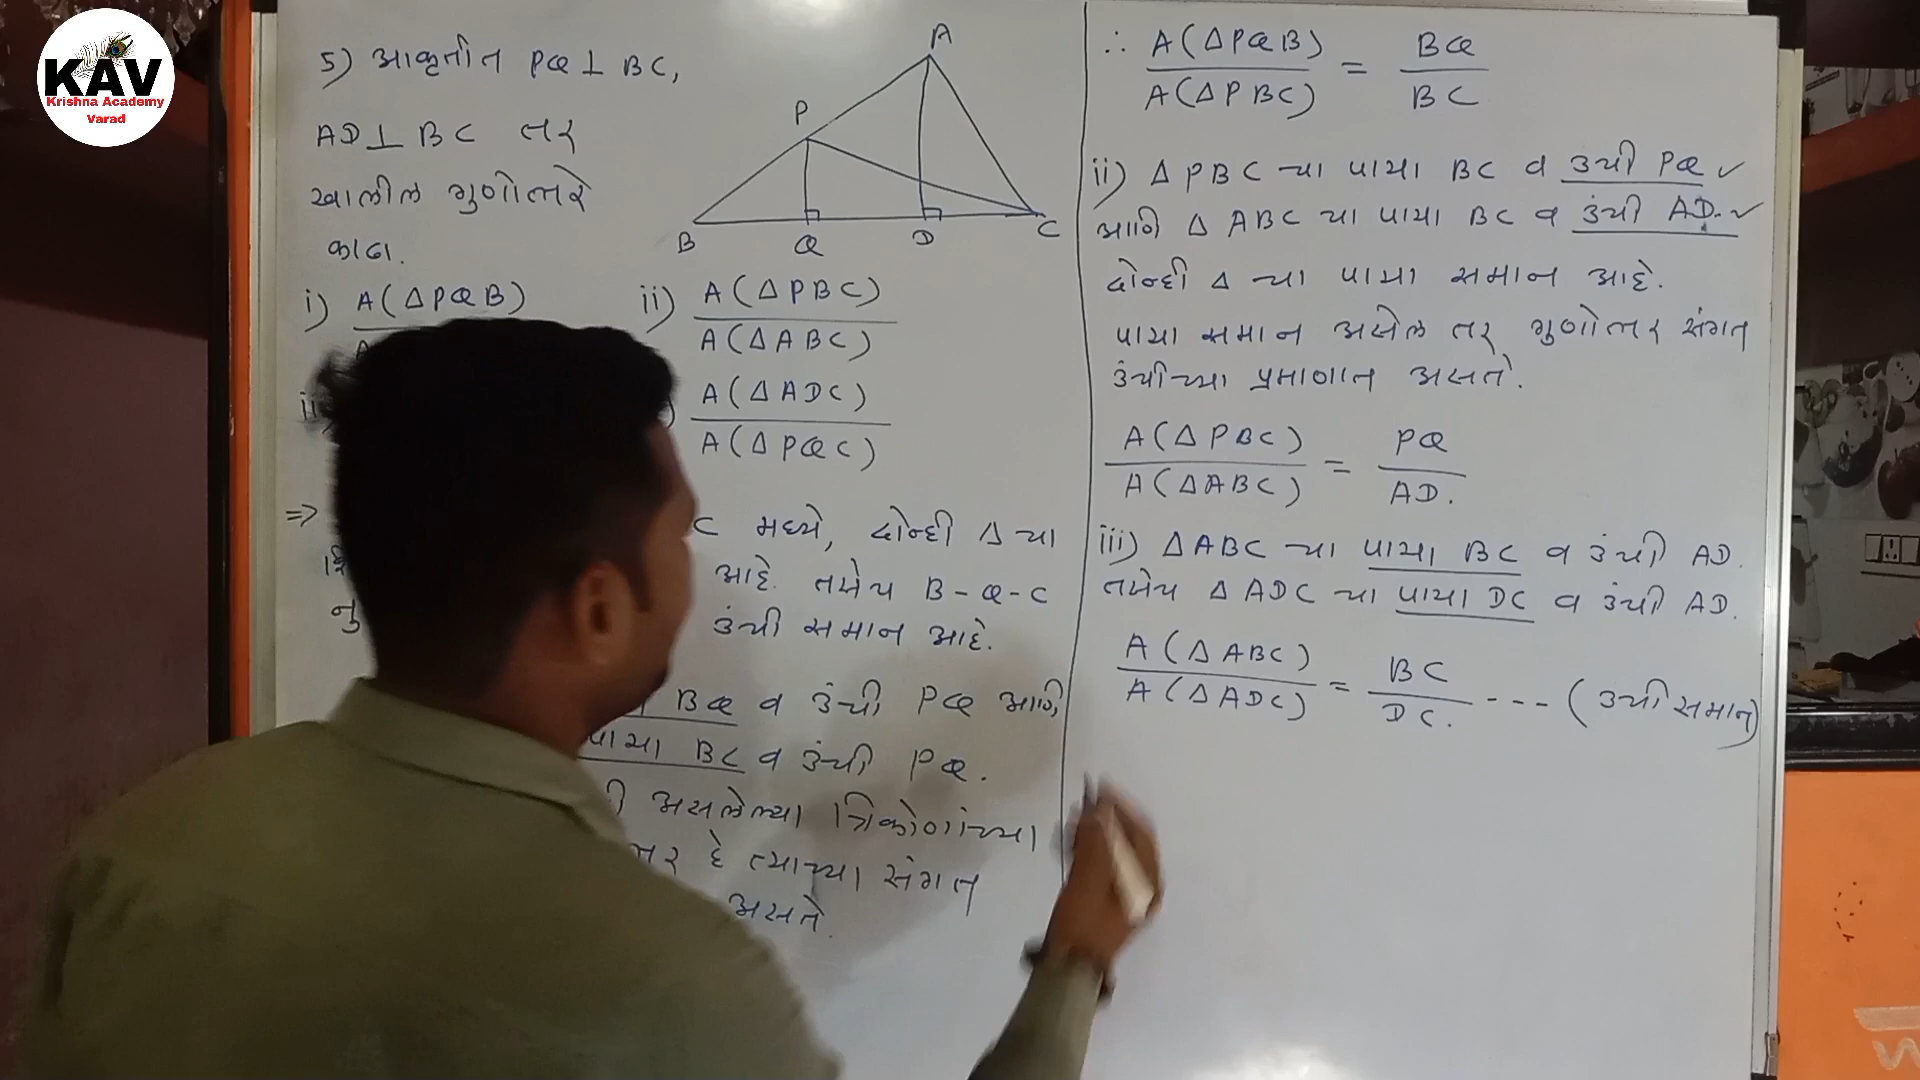 KAV
Krishna Academy
Varad
5) आकृतीत PQ ⊥ BC,
AD ⊥ BC तर
खालील गुणोत्तरे
काढा.
A
P
B
Q
D
C
i) A(△PQB)
ii) A(△PBC)
A(△ABC)
A(△ADC)
A(△PQC)
⇒
C मध्ये, दोन्ही △ चा
आहे. तसेच B-Q-C
उंची समान आहे.
BQ व उंची PQ आणि
पाया BC व उंची PQ.
असलेल्या त्रिकोणांच्या
हे त्यांच्या संगत
असते.
∴ A(△PQB) / A(△PBC) = BQ / BC
ii) △PBC चा पाया BC व उंची PQ ✓
आणि △ABC चा पाया BC व उंची AD. ✓
दोन्ही △ चा पाया समान आहे.
पाया समान असेल तर गुणोत्तर संगत
उंचीच्या प्रमाणात असते.
A(△PBC) / A(△ABC) = PQ / AD.
iii) △ABC चा पाया BC व उंची AD.
तसेच △ADC चा पाया DC व उंची AD.
A(△ABC) / A(△ADC) = BC / DC. --- (उंची समान)